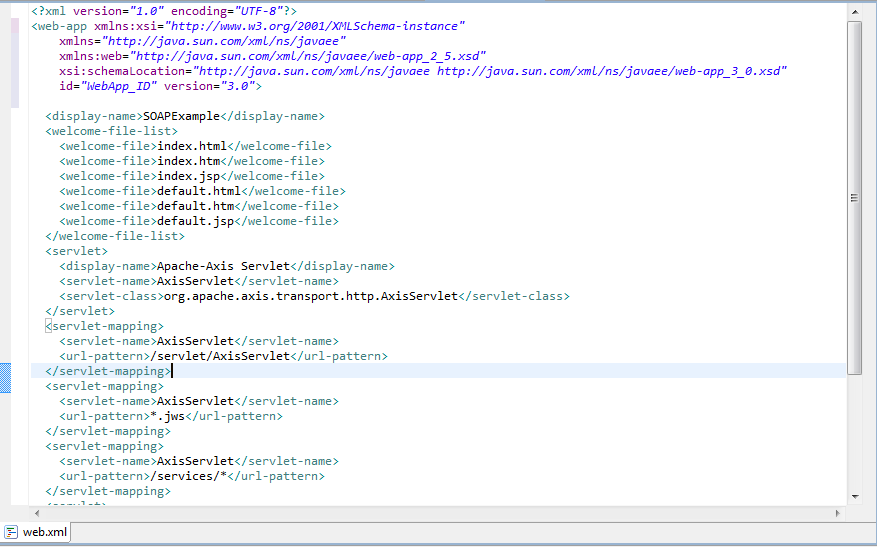 <?xml version="1.0" encoding="UTF-8"?>
<web-app xmlns:xsi="http://www.w3.org/2001/XMLSchema-instance"
xmlns="http://java.sun.com/xml/ns/javaee"
xmlns:web="http://java.sun.com/xml/ns/javaee/web-app_2_5.xsd"
xsi:schemaLocation="http://java.sun.com/xml/ns/javaee http://java.sun.com/xml/ns/javaee/web-app_3_0.xsd"
id="WebApp_ID" version="3.0">
<display-name>SOAPExample</display-name>
<welcome-file-list>
<welcome-file>index.html</welcome-file>
<welcome-file>index.htm</welcome-file>
<welcome-file>index.jsp</welcome-file>
<welcome-file>default.html</welcome-file>
<welcome-file>default.htm</welcome-file>
<welcome-file>default.jsp</welcome-file>
</welcome-file-list>
<servlet>
<display-name>Apache-Axis Servlet</display-name>
<servlet-name>AxisServlet</servlet-name>
<servlet-class>org.apache.axis.transport.http.AxisServlet</servlet-class>
</servlet>
<servlet-mapping>
<servlet-name>AxisServlet</servlet-name>
<url-pattern>/servlet/AxisServlet</url-pattern>
</servlet-mapping>
<servlet-mapping>
<servlet-name>AxisServlet</servlet-name>
<url-pattern>*.jws</url-pattern>
</servlet-mapping>
<servlet-mapping>
<servlet-name>AxisServlet</servlet-name>
<url-pattern>/services/*</url-pattern>
</servlet-mapping>
<servlet>
web.xml